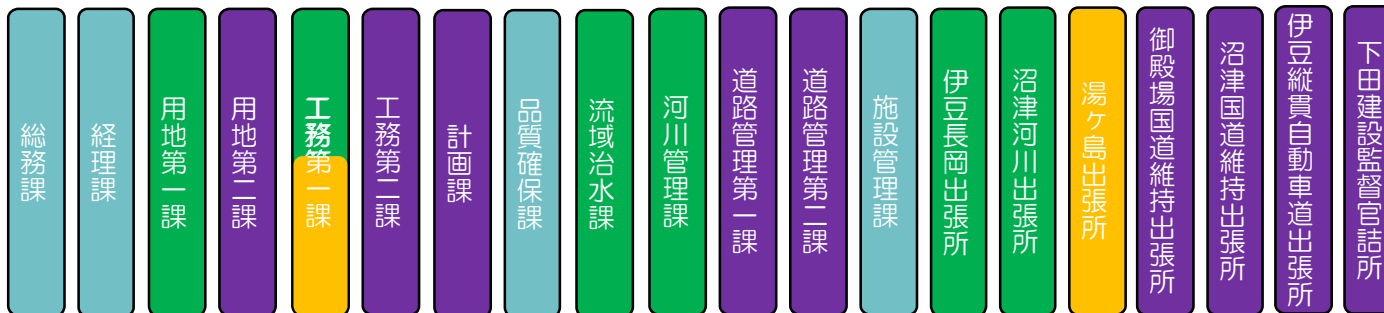 総務課
経理課
用地第一課
用地第二課
工務第一課
工務第二課
計画課
品質確保課
流域治水課
河川管理課
道路管理第一課
道路管理第二課
施設管理課
伊豆長岡出張所
沼津河川出張所
湯ヶ島出張所
御殿場国道維持出張所
沼津国道維持出張所
伊豆縦貫自動車道出張所
下田建設監督官詰所